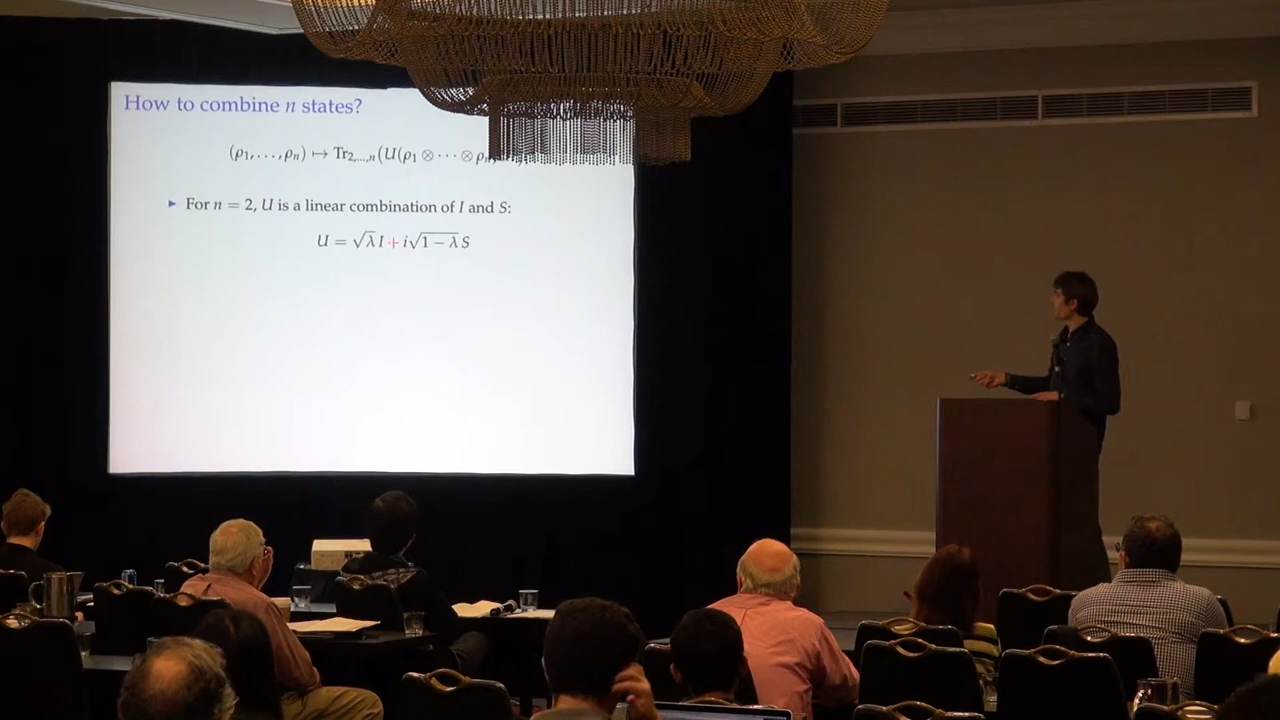 How to combine n states?
(ρ₁, . . . , ρₙ) ↦ Tr₂,...,ₙ(U(ρ₁ ⊗ · · · ⊗ ρₙ
▸ For n = 2, U is a linear combination of I and S:
U = √λ I + i√(1 − λ) S